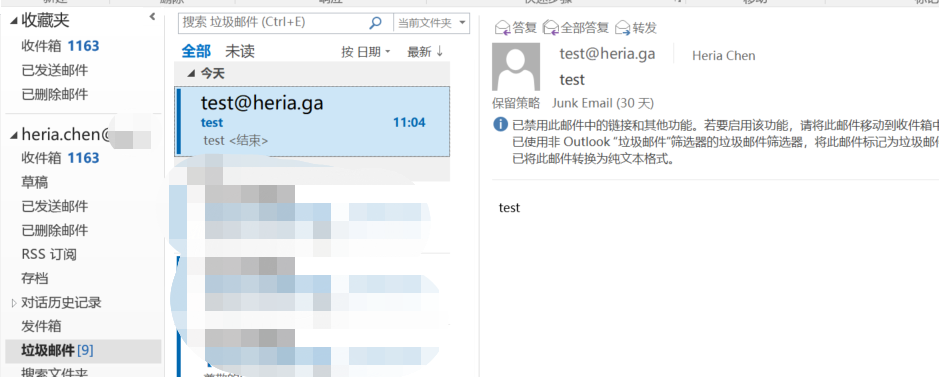 收藏夹
收件箱 1163
已发送邮件
已删除邮件
heria.chen@
收件箱 1163
草稿
已发送邮件
已删除邮件
RSS 订阅
存档
对话历史记录
发件箱
垃圾邮件 [9]
搜索文件夹
搜索 垃圾邮件 (Ctrl+E)
当前文件夹
全部 未读
按 日期
最新 ↓
今天
test@heria.ga
test 11:04
test <结束>
答复 全部答复 转发
test@heria.ga Heria Chen
test
保留策略 Junk Email (30 天)
已禁用此邮件中的链接和其他功能。若要启用该功能，请将此邮件移动到收件箱中
已使用非 Outlook "垃圾邮件"筛选器的垃圾邮件筛选器，将此邮件标记为垃圾邮件
已将此邮件转换为纯文本格式。
test